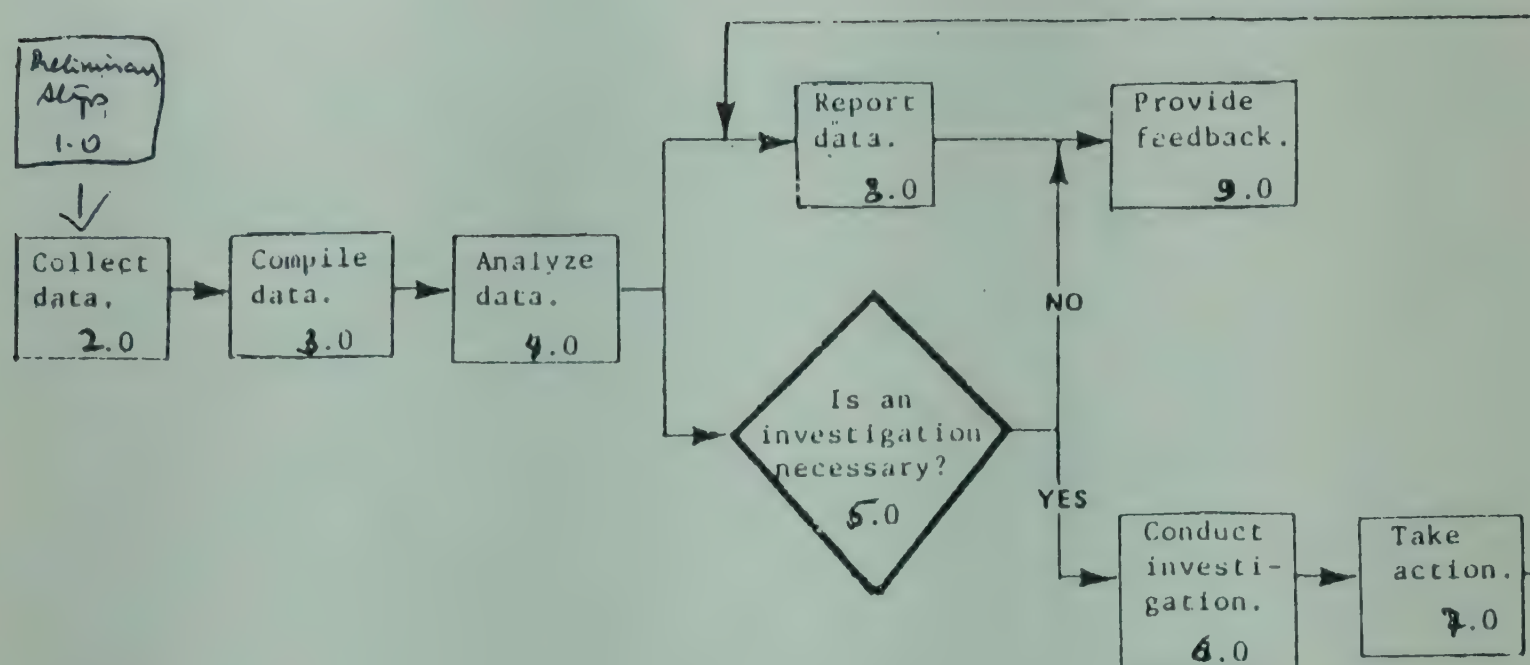 Preliminary
Steps
1.0
Collect
data.
2.0
Compile
data.
3.0
Analyze
data.
4.0
Report
data.
8.0
Provide
feedback.
9.0
Is an
investigation
necessary?
5.0
NO
YES
Conduct
investi-
gation.
6.0
Take
action.
7.0